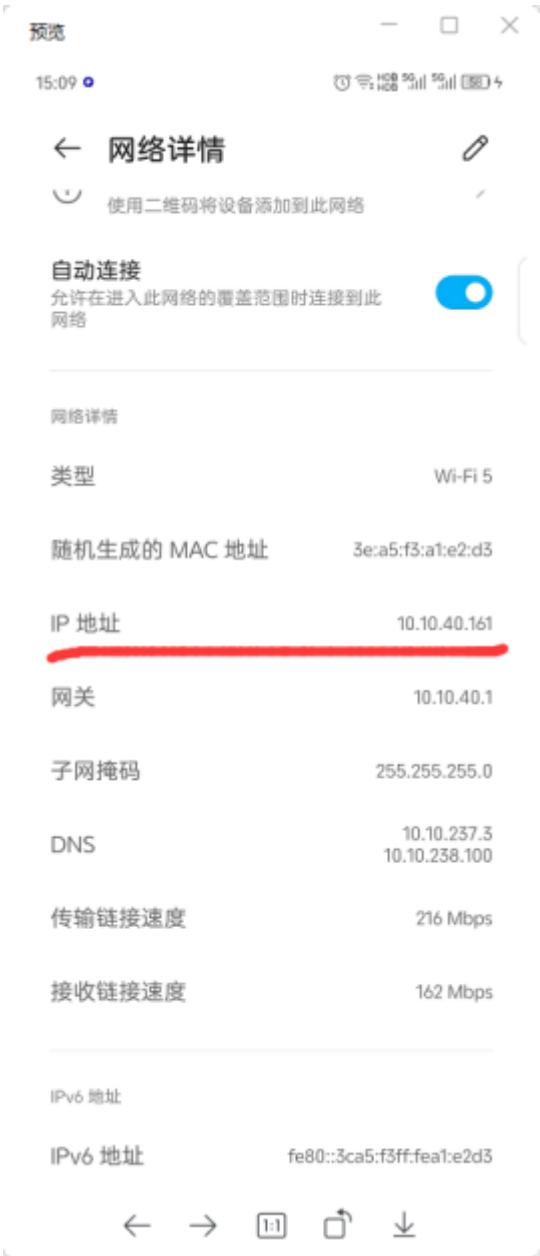 预览
15:09
网络详情
使用二维码将设备添加到此网络
自动连接
允许在进入此网络的覆盖范围时连接到此
网络
网络详情
类型 Wi-Fi 5
随机生成的 MAC 地址 3e:a5:f3:a1:e2:d3
IP 地址 10.10.40.161
网关 10.10.40.1
子网掩码 255.255.255.0
DNS 10.10.237.3
10.10.238.100
传输链接速度 216 Mbps
接收链接速度 162 Mbps
IPv6 地址
IPv6 地址 fe80::3ca5:f3ff:fea1:e2d3
1:1